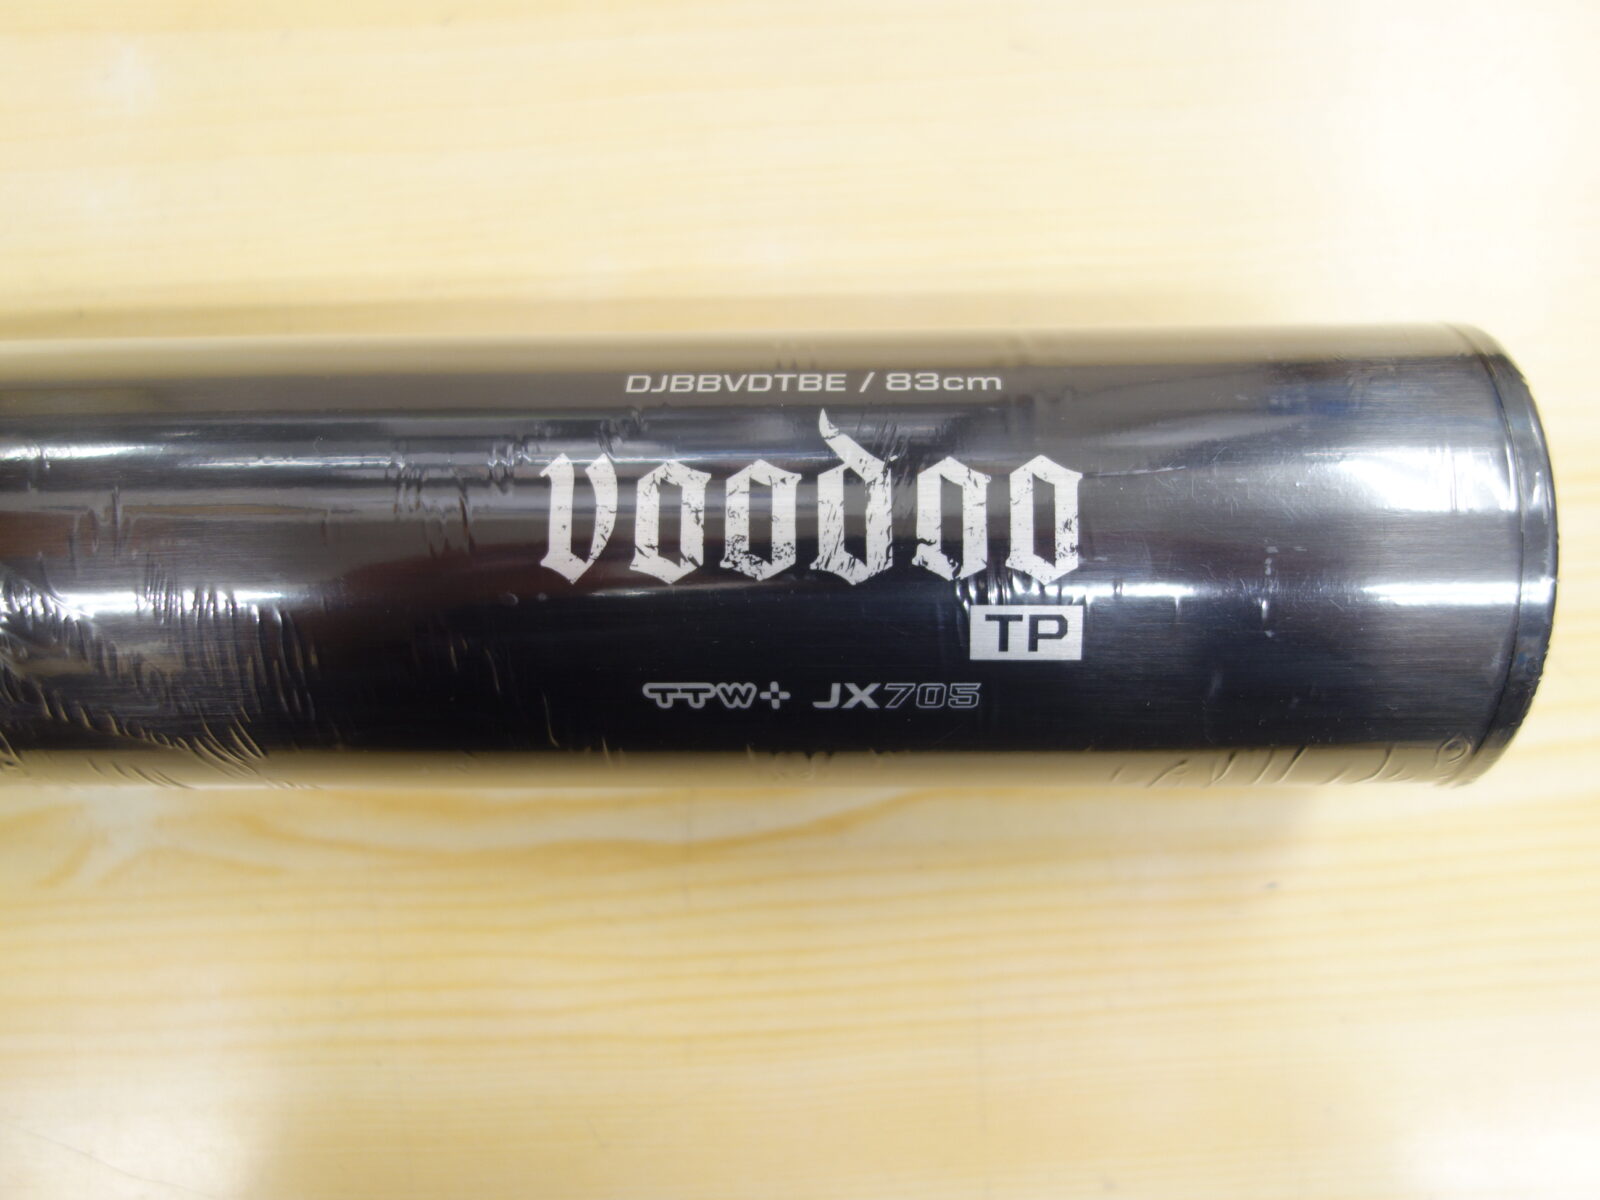 DJBBVDTBE / 83cm
voodoo
TP
TTW+ JX705